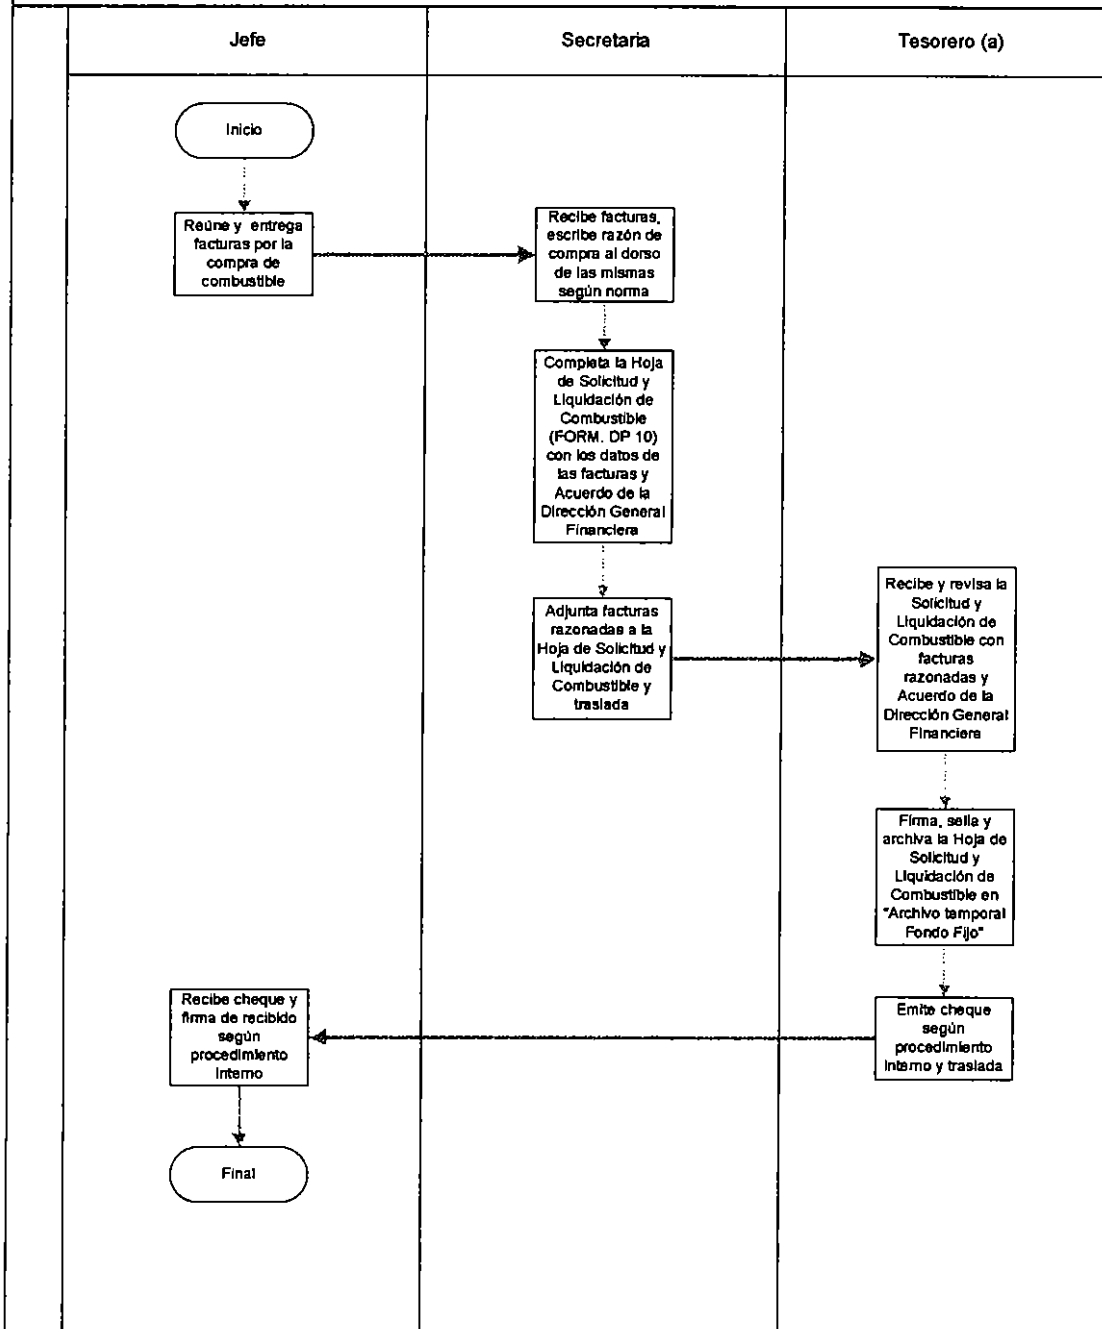 Jefe
Secretaria
Tesorero (a)
Inicio
Reúne y entrega
facturas por la
compra de
combustible
Recibe facturas,
escribe razón de
compra al dorso
de las mismas
según norma
Completa la Hoja
de Solicitud y
Liquidación de
Combustible
(FORM. DP 10)
con los datos de
las facturas y
Acuerdo de la
Dirección General
Financiera
Adjunta facturas
razonadas a la
Hoja de Solicitud y
Liquidación de
Combustible y
traslada
Recibe y revisa la
Solicitud y
Liquidación de
Combustible con
facturas
razonadas y
Acuerdo de la
Dirección General
Financiera
Firma, sella y
archiva la Hoja de
Solicitud y
Liquidación de
Combustible en
"Archivo temporal
Fondo Fijo"
Emite cheque
según
procedimiento
Interno y traslada
Recibe cheque y
firma de recibido
según
procedimiento
Interno
Final